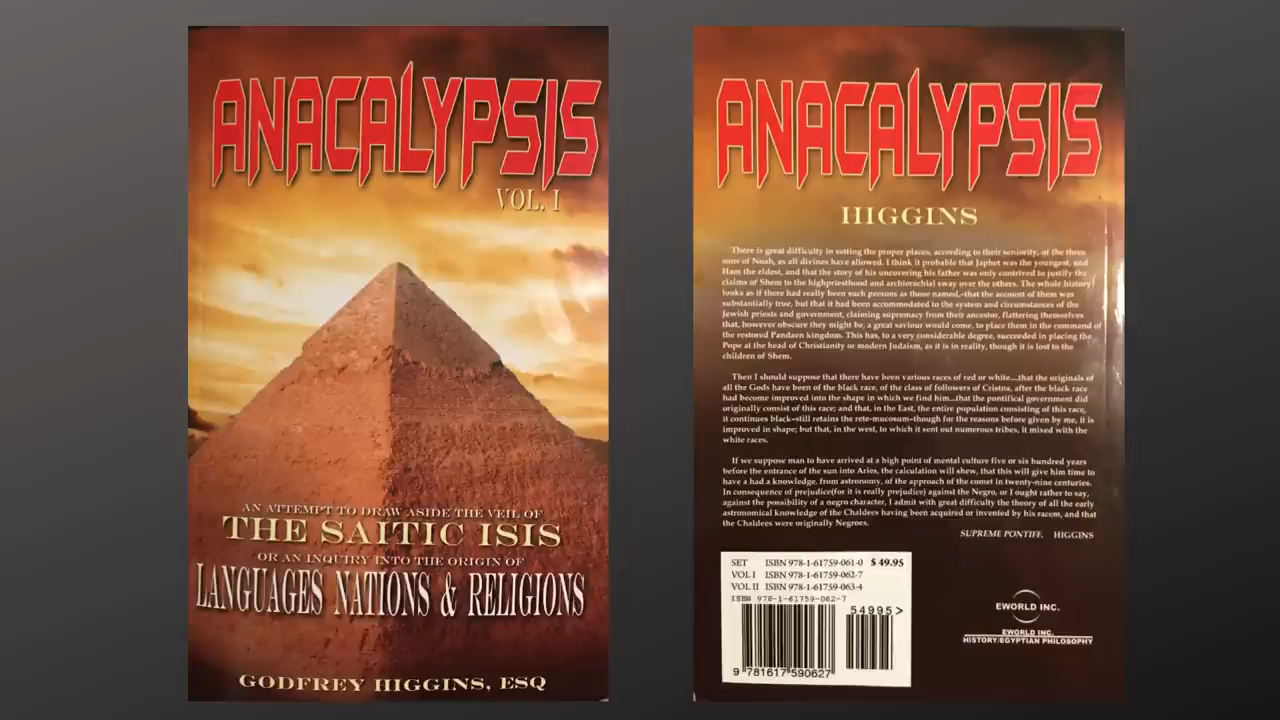 ANACALYPSIS
VOL. I
AN ATTEMPT TO DRAW ASIDE THE VEIL OF
THE SAITIC ISIS
OR AN INQUIRY INTO THE ORIGIN OF
LANGUAGES NATIONS & RELIGIONS
GODFREY HIGGINS, ESQ
ANACALYPSIS
HIGGINS
There is great difficulty in setting the proper places, according to their seniority, of the three
sons of Noah, as all divines have allowed. I think it probable that Japhet was the youngest, and
Ham the eldest, and that the story of his uncovering his father was only contrived to justify the
claims of Shem to the highpriesthood and archierachial sway over the others. The whole history
looks as if there had really been such persons as those named,-that the account of them was
substantially true, but that it had been accommodated to the system and circumstances of the
Jewish priests and government, claiming supremacy from their ancestor, flattering themselves
that, however obscure they might be, a great saviour would come, to place them in the command of
the restored Pandaen kingdom. This has, to a very considerable degree, succeeded in placing the
Pope at the head of Christianity or modern Judaism, as it is in reality, though it is lost to the
children of Shem.
Then I should suppose that there have been various races of red or white....that the originals of
all the Gods have been of the black race, of the class of followers of Cristna, after the black race
had become improved into the shape in which we find him...that the pontifical government did
originally consist of this race; and that, in the East, the entire population consisting of this race,
it continues black-still retains the rete-mucosum-though for the reasons before given by me, it is
improved in shape; but that, in the west, to which it sent out numerous tribes, it mixed with the
white races.
If we suppose man to have arrived at a high point of mental culture five or six hundred years
before the entrance of the sun into Aries, the calculation will shew, that this will give him time to
have a had a knowledge, from astronomy, of the approach of the comet in twenty-nine centuries.
In consequence of prejudice(for it is really prejudice) against the Negro, or I ought rather to say,
against the possibility of a negro character, I admit with great difficulty the theory of all the early
astronomical knowledge of the Chaldees having been acquired or invented by his racem, and that
the Chaldees were originally Negroes.
SUPREME PONTIFF. HIGGINS
SET ISBN 978-1-61759-061-0 $49.95
VOL I ISBN 978-1-61759-062-7
VOL II ISBN 978-1-61759-063-4
ISBN 978-1-61759-062-7
54995>
9 781617 590627
EWORLD INC.
EWORLD INC.
HISTORY/EGYPTIAN PHILOSOPHY